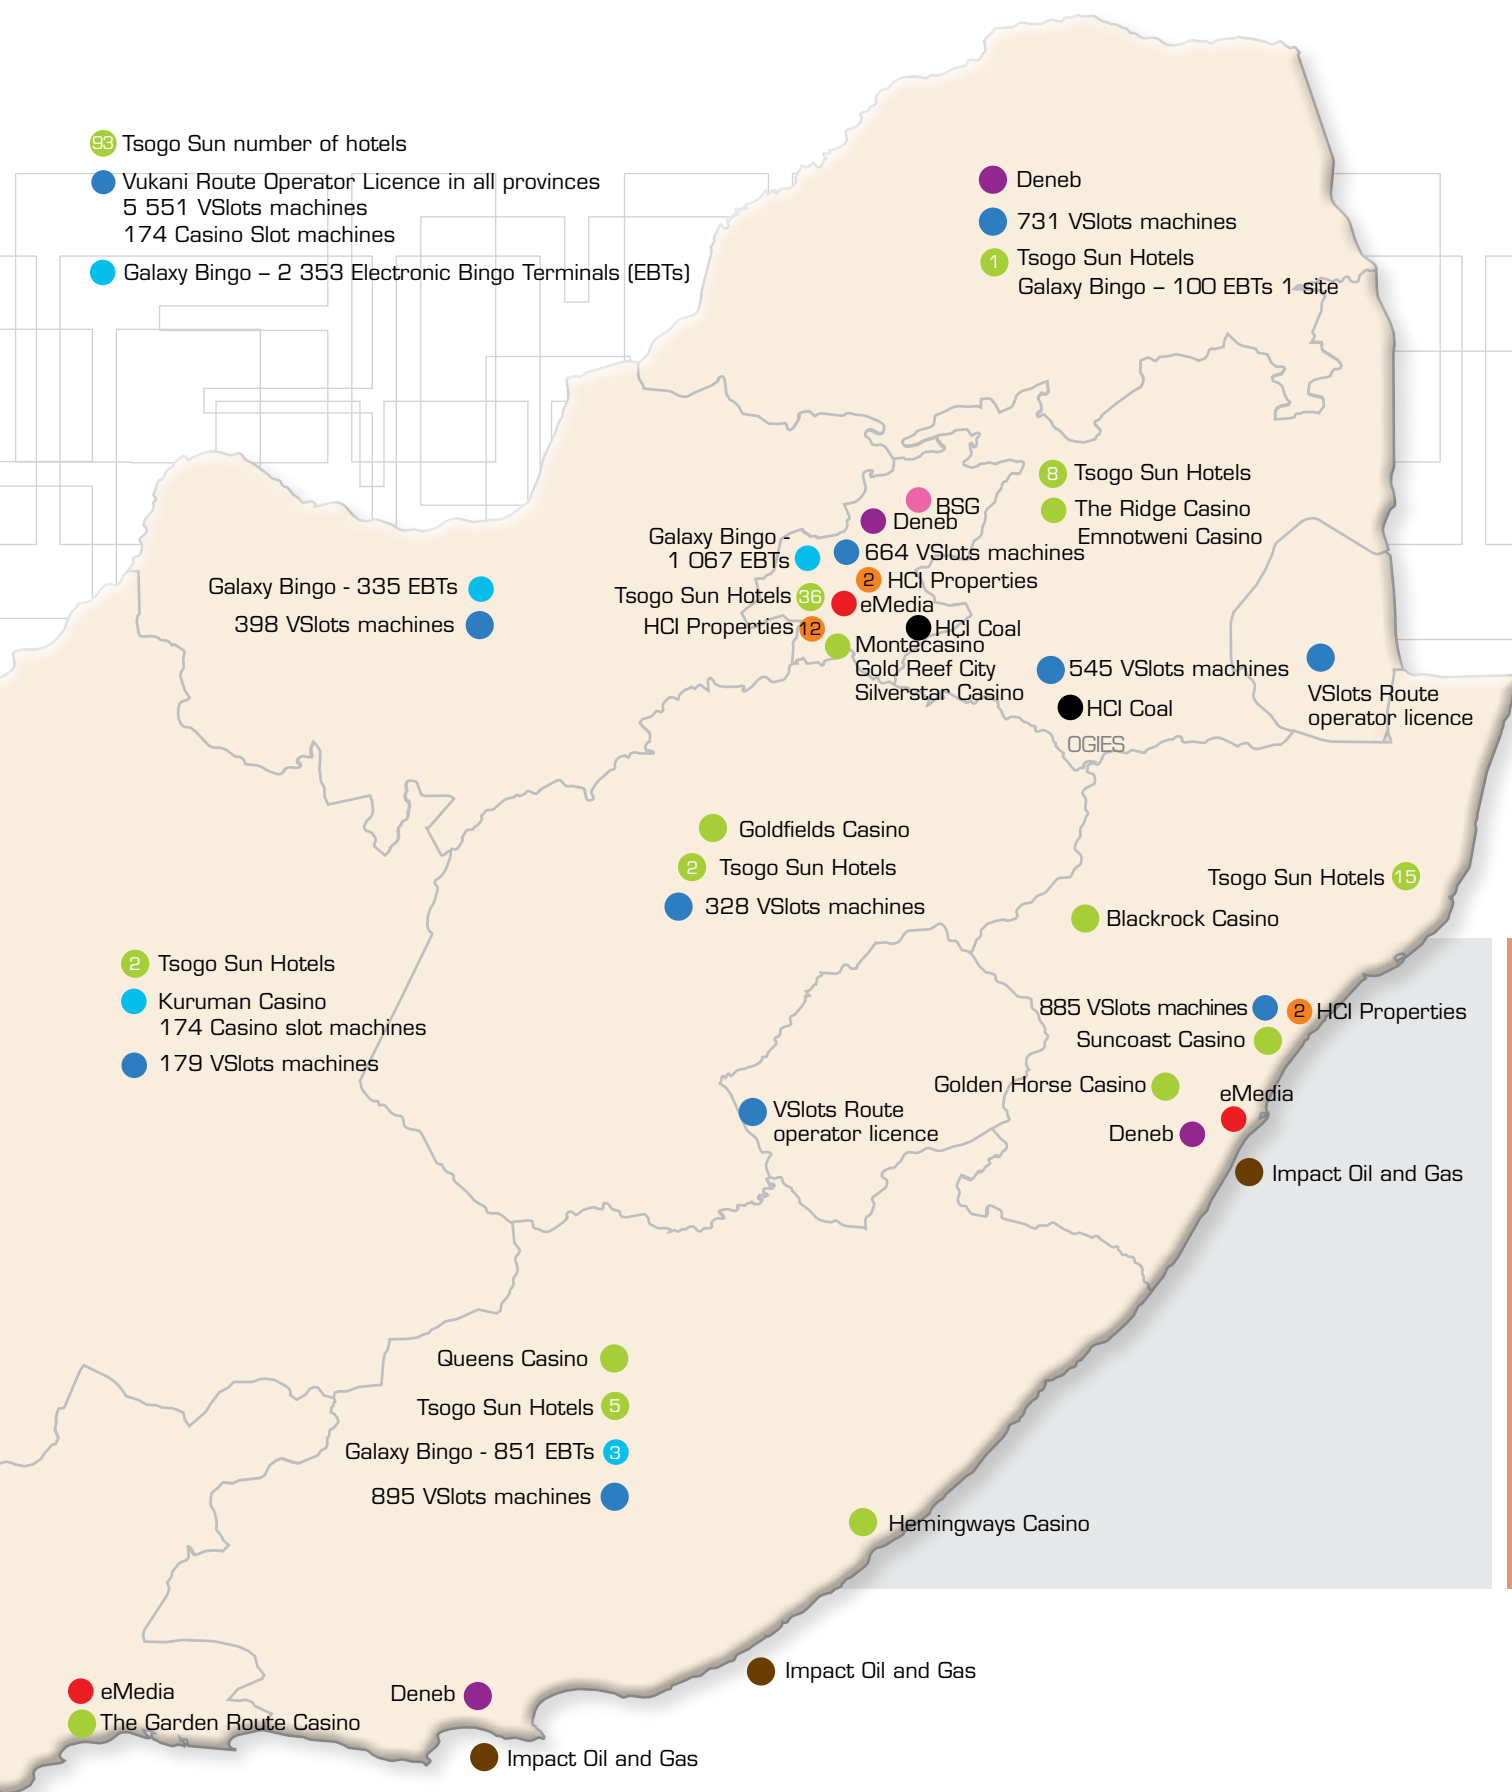 93 Tsogo Sun number of hotels
Vukani Route Operator Licence in all provinces
5 551 VSlots machines
174 Casino Slot machines
Galaxy Bingo – 2 353 Electronic Bingo Terminals (EBTs)
Deneb
731 VSlots machines
1 Tsogo Sun Hotels
Galaxy Bingo – 100 EBTs 1 site
8 Tsogo Sun Hotels
The Ridge Casino
Emnotweni Casino
BSG
Deneb
Galaxy Bingo -
1 067 EBTs
664 VSlots machines
2 HCI Properties
Tsogo Sun Hotels 36
eMedia
HCI Properties 12
HCI Coal
Montecasino
Gold Reef City
Silverstar Casino
Galaxy Bingo - 335 EBTs
398 VSlots machines
545 VSlots machines
HCI Coal
OGIES
VSlots Route
operator licence
Goldfields Casino
2 Tsogo Sun Hotels
328 VSlots machines
Tsogo Sun Hotels 15
Blackrock Casino
2 Tsogo Sun Hotels
Kuruman Casino
174 Casino slot machines
179 VSlots machines
885 VSlots machines
2 HCI Properties
Suncoast Casino
Golden Horse Casino
eMedia
Deneb
VSlots Route
operator licence
Impact Oil and Gas
Queens Casino
Tsogo Sun Hotels 5
Galaxy Bingo - 851 EBTs 3
895 VSlots machines
Hemingways Casino
Impact Oil and Gas
eMedia
The Garden Route Casino
Deneb
Impact Oil and Gas